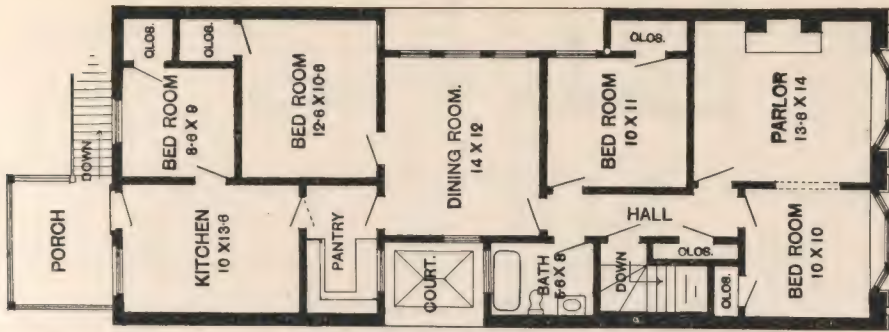 CLOS.
CLOS.
CLOS.
BED ROOM
8-6 X 9
BED ROOM
12-6 X 10-6
DINING ROOM.
14 X 12
BED ROOM
10 X 11
PARLOR
13-6 X 14
DOWN
PORCH
KITCHEN
10 X 13-6
PANTRY
COURT.
BATH
5-6 X 8
HALL
DOWN
CLOS.
CLOS.
BED ROOM
10 X 10